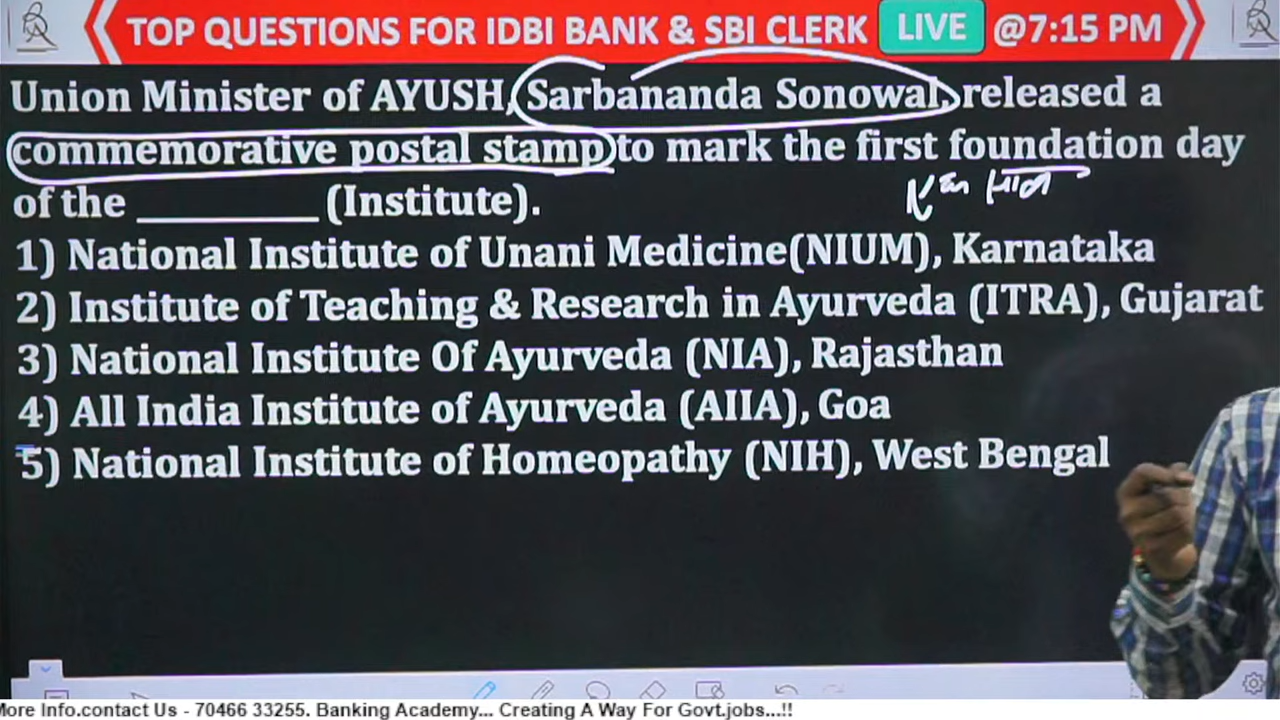 TOP QUESTIONS FOR IDBI BANK & SBI CLERK LIVE @7:15 PM
Union Minister of AYUSH, Sarbananda Sonowal, released a
commemorative postal stamp to mark the first foundation day
of the _________ (Institute).
1) National Institute of Unani Medicine(NIUM), Karnataka
2) Institute of Teaching & Research in Ayurveda (ITRA), Gujarat
3) National Institute Of Ayurveda (NIA), Rajasthan
4) All India Institute of Ayurveda (AIIA), Goa
5) National Institute of Homeopathy (NIH), West Bengal
More Info.contact Us - 70466 33255. Banking Academy... Creating A Way For Govt.jobs...!!